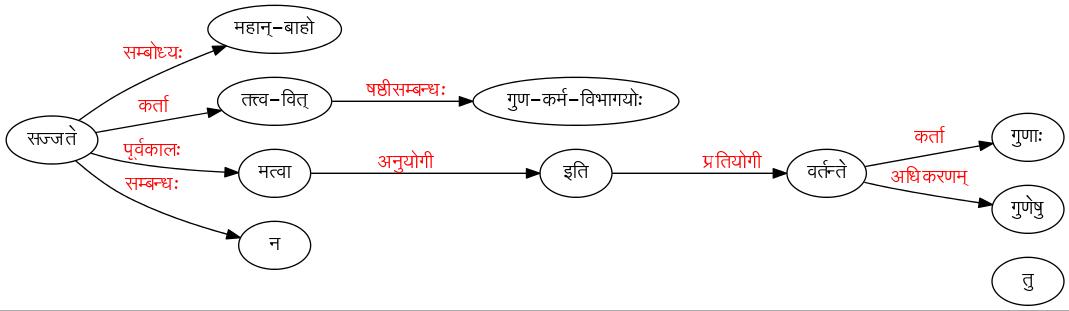 महान्-बाहो
सम्बोध्यः
कर्ता
तत्त्व-वित्
षष्ठीसम्बन्धः
गुण-कर्म-विभागयोः
सज्जते
पूर्वकालः
मत्वा
अनुयोगी
इति
प्रतियोगी
वर्तन्ते
कर्ता
गुणाः
अधिकरणम्
गुणेषु
सम्बन्धः
न
तु